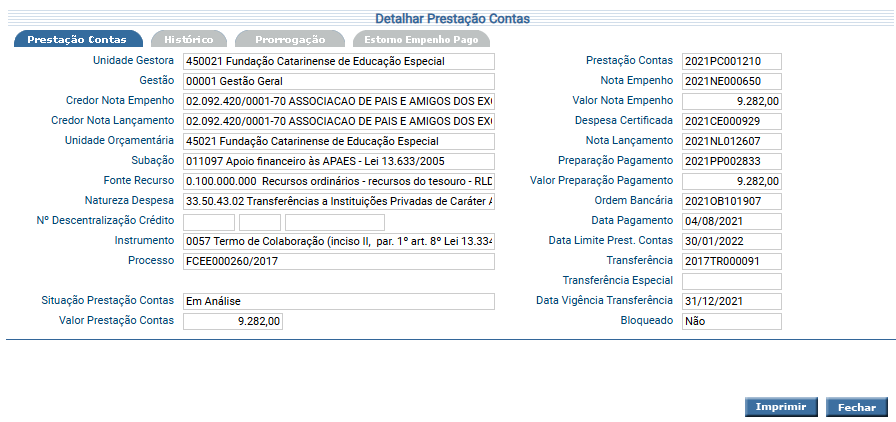 Detalhar Prestação Contas
Prestação Contas Histórico Prorrogação Estorno Empenho Pago
Unidade Gestora 450021 Fundação Catarinense de Educação Especial Prestação Contas 2021PC001210
Gestão 00001 Gestão Geral Nota Empenho 2021NE000650
Credor Nota Empenho 02.092.420/0001-70 ASSOCIACAO DE PAIS E AMIGOS DOS EX Valor Nota Empenho 9.282,00
Credor Nota Lançamento 02.092.420/0001-70 ASSOCIACAO DE PAIS E AMIGOS DOS EX Despesa Certificada 2021CE000929
Unidade Orçamentária 45021 Fundação Catarinense de Educação Especial Nota Lançamento 2021NL012607
Subação 011097 Apoio financeiro às APAES - Lei 13.633/2005 Preparação Pagamento 2021PP002833
Fonte Recurso 0.100.000.000 Recursos ordinários - recursos do tesouro - RLD Valor Preparação Pagamento 9.282,00
Natureza Despesa 33.50.43.02 Transferências a Instituições Privadas de Caráter A Ordem Bancária 2021OB101907
Nº Descentralização Crédito Data Pagamento 04/08/2021
Instrumento 0057 Termo de Colaboração (inciso II, par. 1º art. 8º Lei 13.334 Data Limite Prest. Contas 30/01/2022
Processo FCEE000260/2017 Transferência 2017TR000091
Transferência Especial
Situação Prestação Contas Em Análise Data Vigência Transferência 31/12/2021
Valor Prestação Contas 9.282,00 Bloqueado Não
Imprimir Fechar